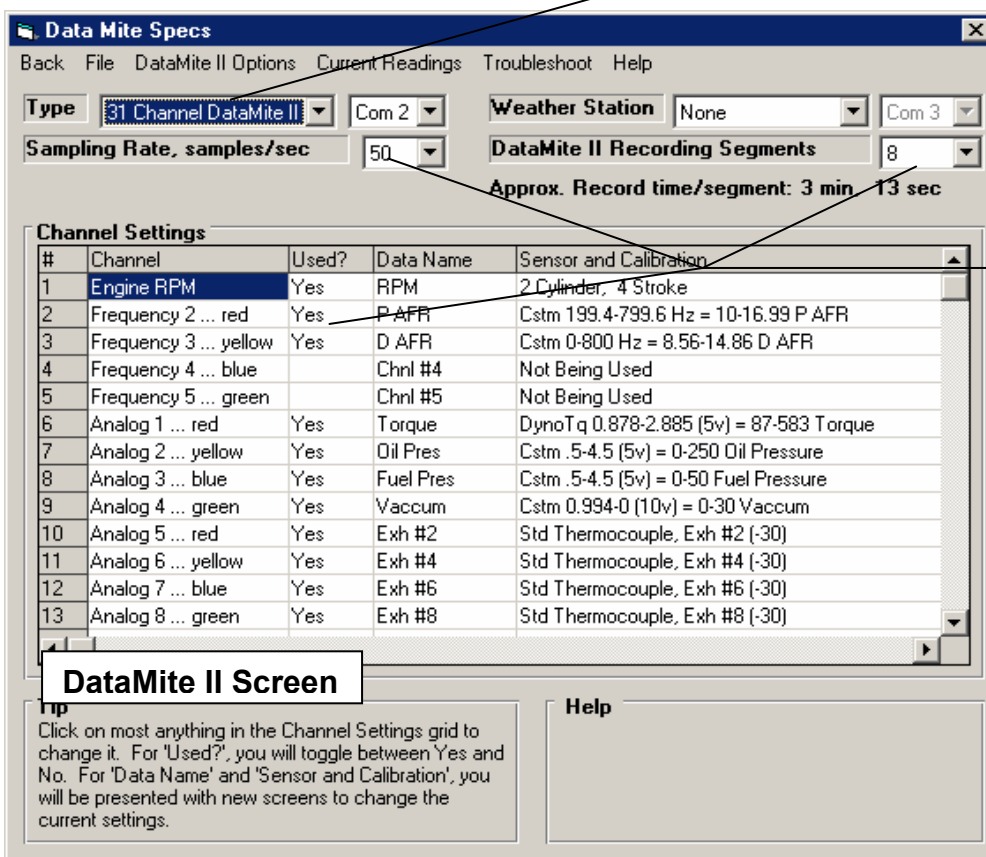 Data Mite Specs
Back File DataMite II Options Current Readings Troubleshoot Help
Type 31 Channel DataMite II Com 2 Weather Station None Com 3
Sampling Rate, samples/sec 50 DataMite II Recording Segments 8
Approx. Record time/segment: 3 min, 13 sec
Channel Settings
# Channel Used? Data Name Sensor and Calibration
1 Engine RPM Yes RPM 2 Cylinder, 4 Stroke
2 Frequency 2 ... red Yes P AFR Cstm 199.4-799.6 Hz = 10-16.99 P AFR
3 Frequency 3 ... yellow Yes D AFR Cstm 0-800 Hz = 8.56-14.86 D AFR
4 Frequency 4 ... blue Chnl #4 Not Being Used
5 Frequency 5 ... green Chnl #5 Not Being Used
6 Analog 1 ... red Yes Torque DynoTq 0.878-2.885 (5v) = 87-583 Torque
7 Analog 2 ... yellow Yes Oil Pres Cstm .5-4.5 (5v) = 0-250 Oil Pressure
8 Analog 3 ... blue Yes Fuel Pres Cstm .5-4.5 (5v) = 0-50 Fuel Pressure
9 Analog 4 ... green Yes Vaccum Cstm 0.994-0 (10v) = 0-30 Vaccum
10 Analog 5 ... red Yes Exh #2 Std Thermocouple, Exh #2 (-30)
11 Analog 6 ... yellow Yes Exh #4 Std Thermocouple, Exh #4 (-30)
12 Analog 7 ... blue Yes Exh #6 Std Thermocouple, Exh #6 (-30)
13 Analog 8 ... green Yes Exh #8 Std Thermocouple, Exh #8 (-30)
DataMite II Screen
Tip
Click on most anything in the Channel Settings grid to
change it. For 'Used?', you will toggle between Yes and
No. For 'Data Name' and 'Sensor and Calibration', you
will be presented with new screens to change the
current settings.
Help